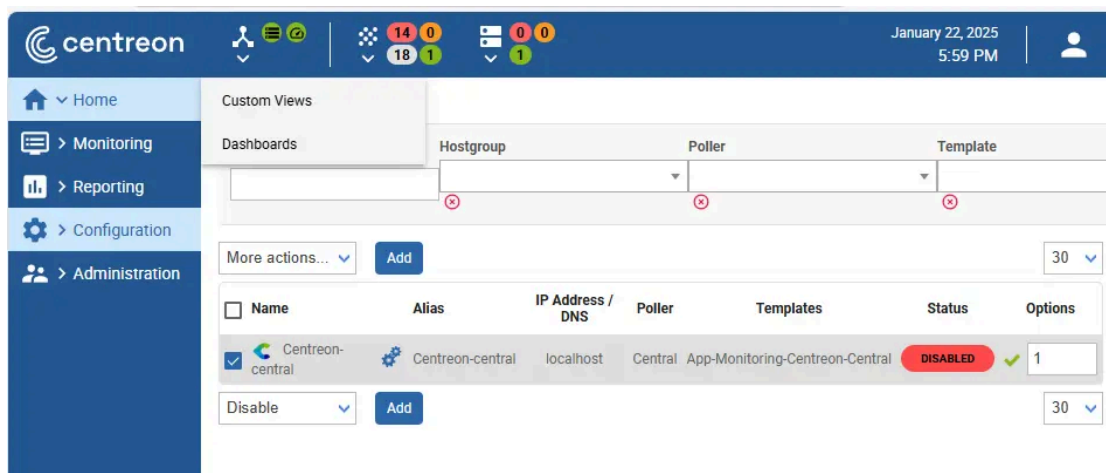 centreon
14 0
18 1
0 0
1
January 22, 2025
5:59 PM
Home
Custom Views
Monitoring
Dashboards
Hostgroup
Poller
Template
Reporting
Configuration
More actions...
Add
30
Administration
Name
Alias
IP Address /
DNS
Poller
Templates
Status
Options
Centreon-
central
Centreon-central
localhost
Central
App-Monitoring-Centreon-Central
DISABLED
1
Disable
Add
30